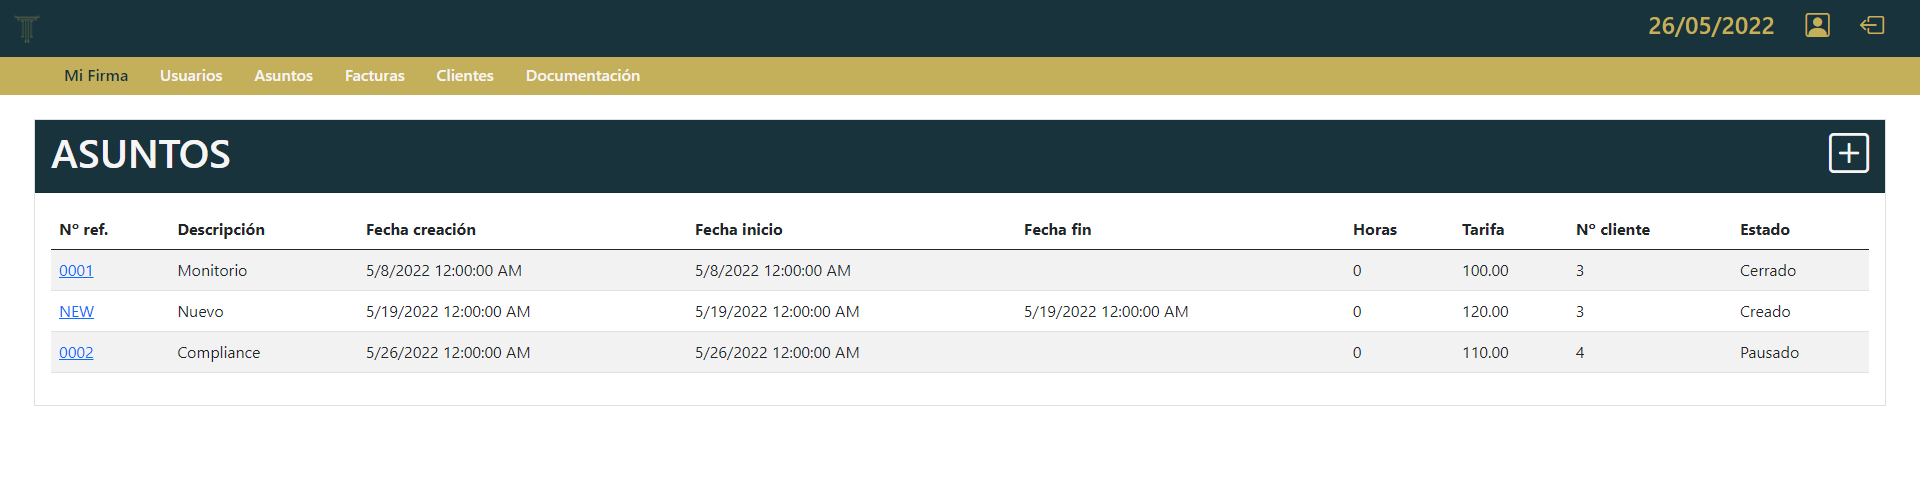 26/05/2022
Mi Firma Usuarios Asuntos Facturas Clientes Documentación
ASUNTOS
Nº ref. Descripción Fecha creación Fecha inicio Fecha fin Horas Tarifa Nº cliente Estado
0001 Monitorio 5/8/2022 12:00:00 AM 5/8/2022 12:00:00 AM 0 100.00 3 Cerrado
NEW Nuevo 5/19/2022 12:00:00 AM 5/19/2022 12:00:00 AM 5/19/2022 12:00:00 AM 0 120.00 3 Creado
0002 Compliance 5/26/2022 12:00:00 AM 5/26/2022 12:00:00 AM 0 110.00 4 Pausado